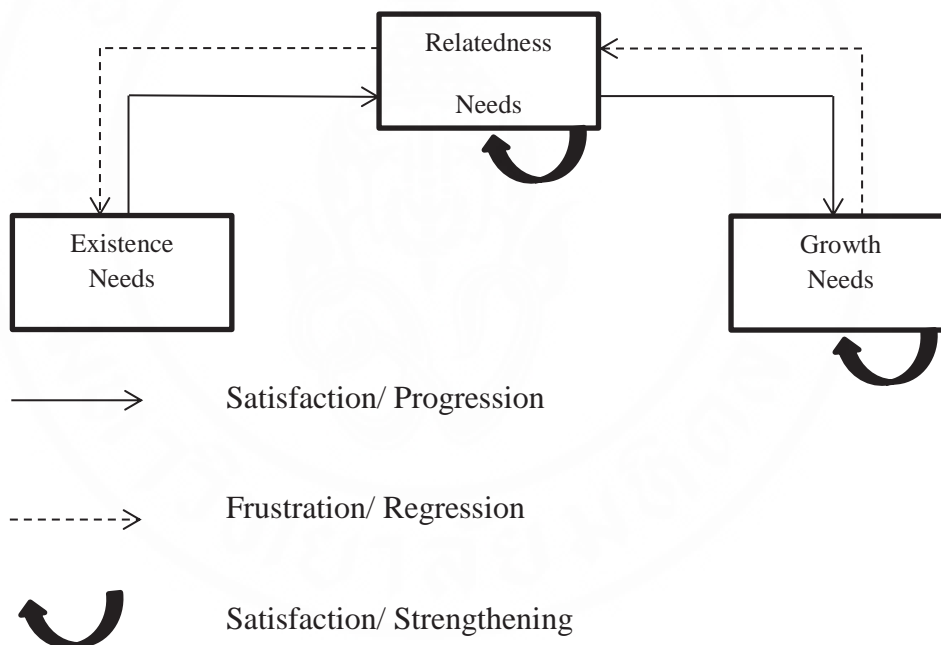 Relatedness
Needs
Existence
Needs
Growth
Needs
Satisfaction/ Progression
Frustration/ Regression
Satisfaction/ Strengthening